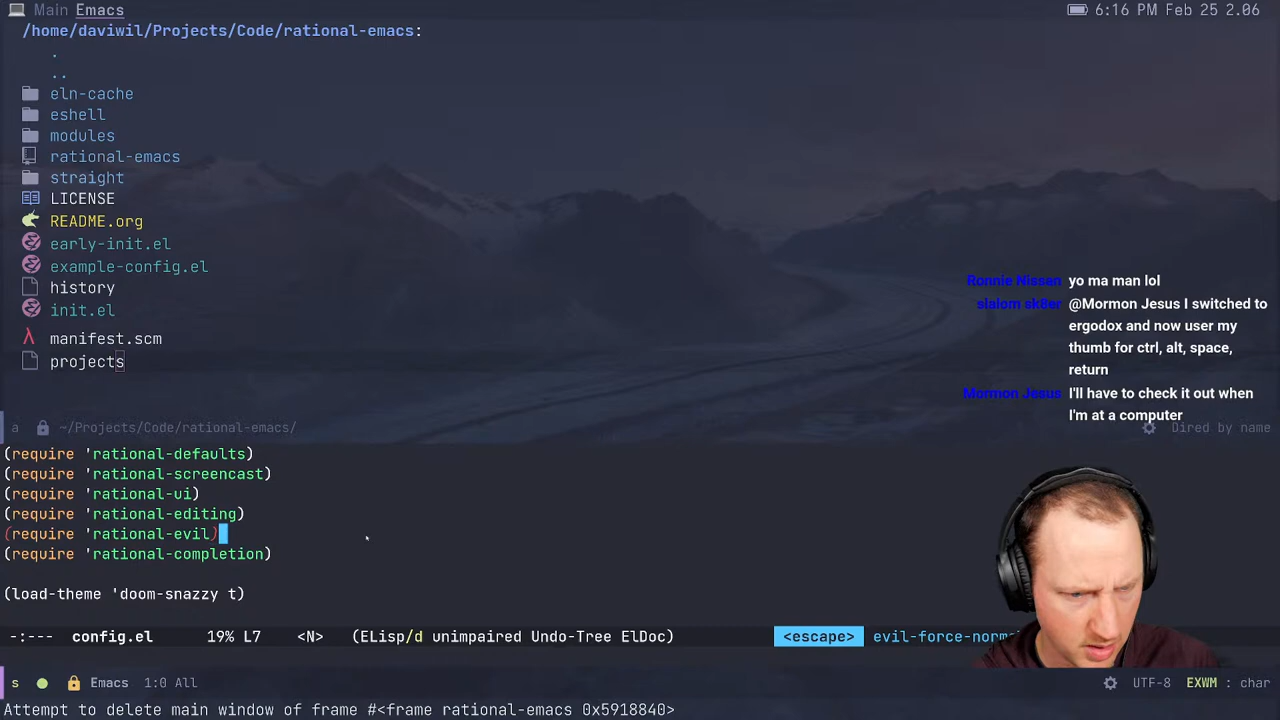 Main Emacs
6:16 PM Feb 25 2.06
/home/daviwil/Projects/Code/rational-emacs:
.
..
eln-cache
eshell
modules
rational-emacs
straight
LICENSE
README.org
early-init.el
example-config.el
history
init.el
manifest.scm
projects
Ronnie Nissen yo ma man lol
slalom sk8er @Mormon Jesus I switched to
ergodox and now user my
thumb for ctrl, alt, space,
return
Mormon Jesus I'll have to check it out when
I'm at a computer
a ~/Projects/Code/rational-emacs/ Dired by name
(require 'rational-defaults)
(require 'rational-screencast)
(require 'rational-ui)
(require 'rational-editing)
(require 'rational-evil)
(require 'rational-completion)
(load-theme 'doom-snazzy t)
-:--- config.el 19% L7 <N> (ELisp/d unimpaired Undo-Tree ElDoc) <escape>
s Emacs 1:0 All UTF-8 EXWM : char
Attempt to delete main window of frame #<frame rational-emacs 0x5918840>